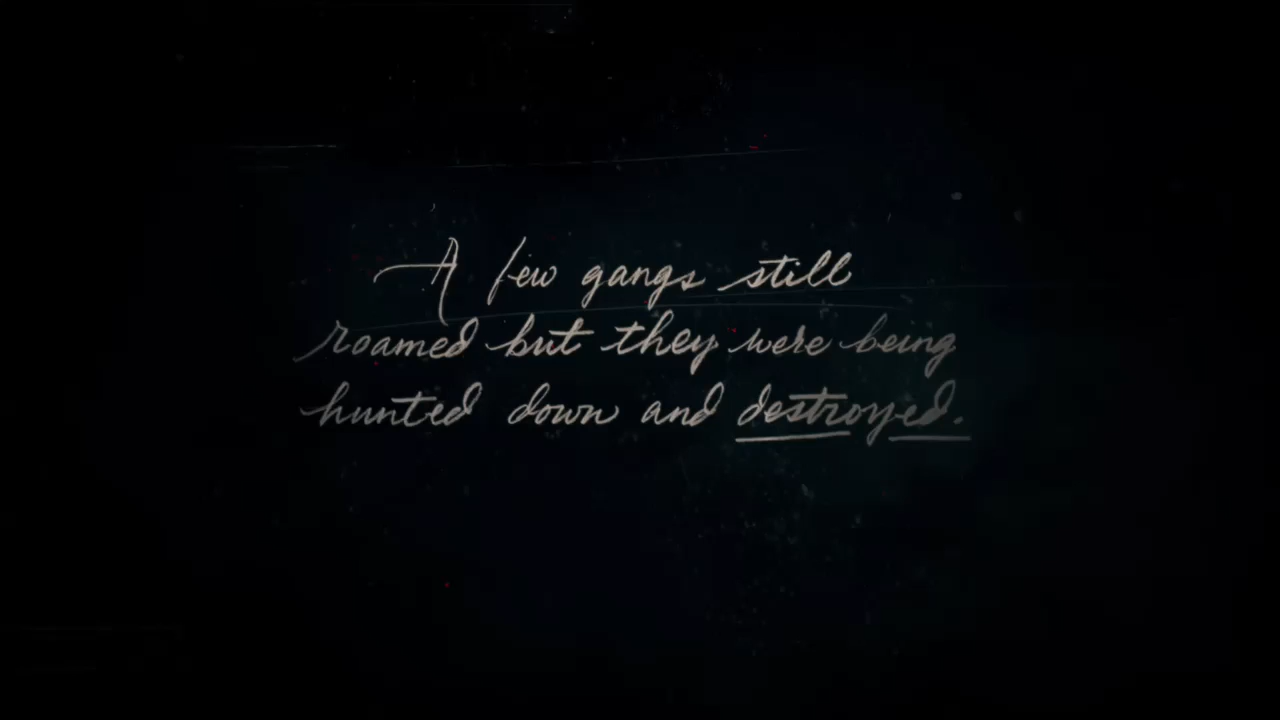 A few gangs still
roamed but they were being
hunted down and destroyed.